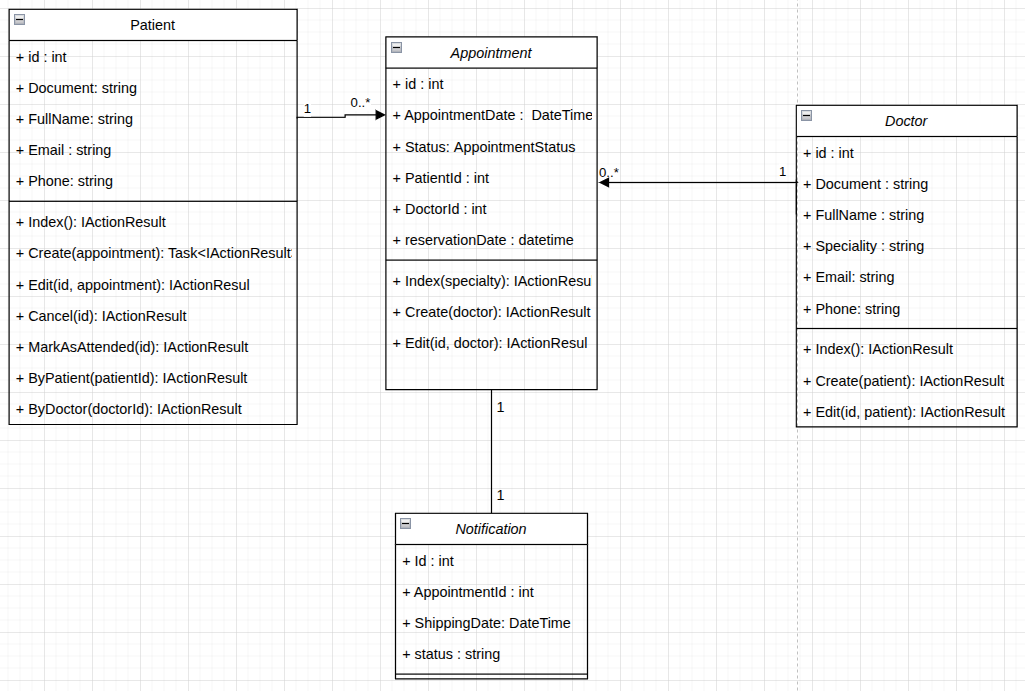 Patient
+ id : int
+ Document: string
+ FullName: string
+ Email : string
+ Phone: string
+ Index(): IActionResult
+ Create(appointment): Task<IActionResult
+ Edit(id, appointment): IActionResul
+ Cancel(id): IActionResult
+ MarkAsAttended(id): IActionResult
+ ByPatient(patientId): IActionResult
+ ByDoctor(doctorId): IActionResult
1
0..*
Appointment
+ id : int
+ AppointmentDate :  DateTime
+ Status: AppointmentStatus
+ PatientId : int
+ DoctorId : int
+ reservationDate : datetime
+ Index(specialty): IActionResu
+ Create(doctor): IActionResult
+ Edit(id, doctor): IActionResul
0..*
1
Doctor
+ id : int
+ Document : string
+ FullName : string
+ Speciality : string
+ Email: string
+ Phone: string
+ Index(): IActionResult
+ Create(patient): IActionResult
+ Edit(id, patient): IActionResult
1
1
Notification
+ Id : int
+ AppointmentId : int
+ ShippingDate: DateTime
+ status : string